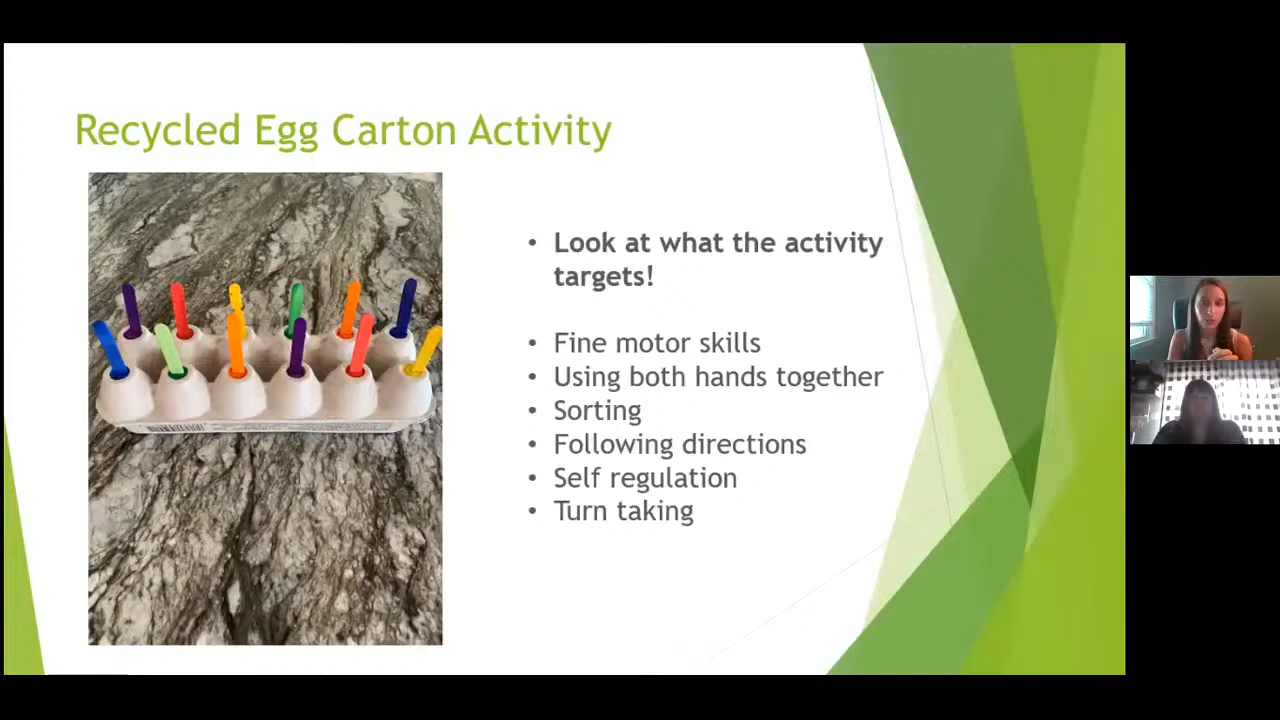 Recycled Egg Carton Activity
• Look at what the activity
targets!
• Fine motor skills
• Using both hands together
• Sorting
• Following directions
• Self regulation
• Turn taking